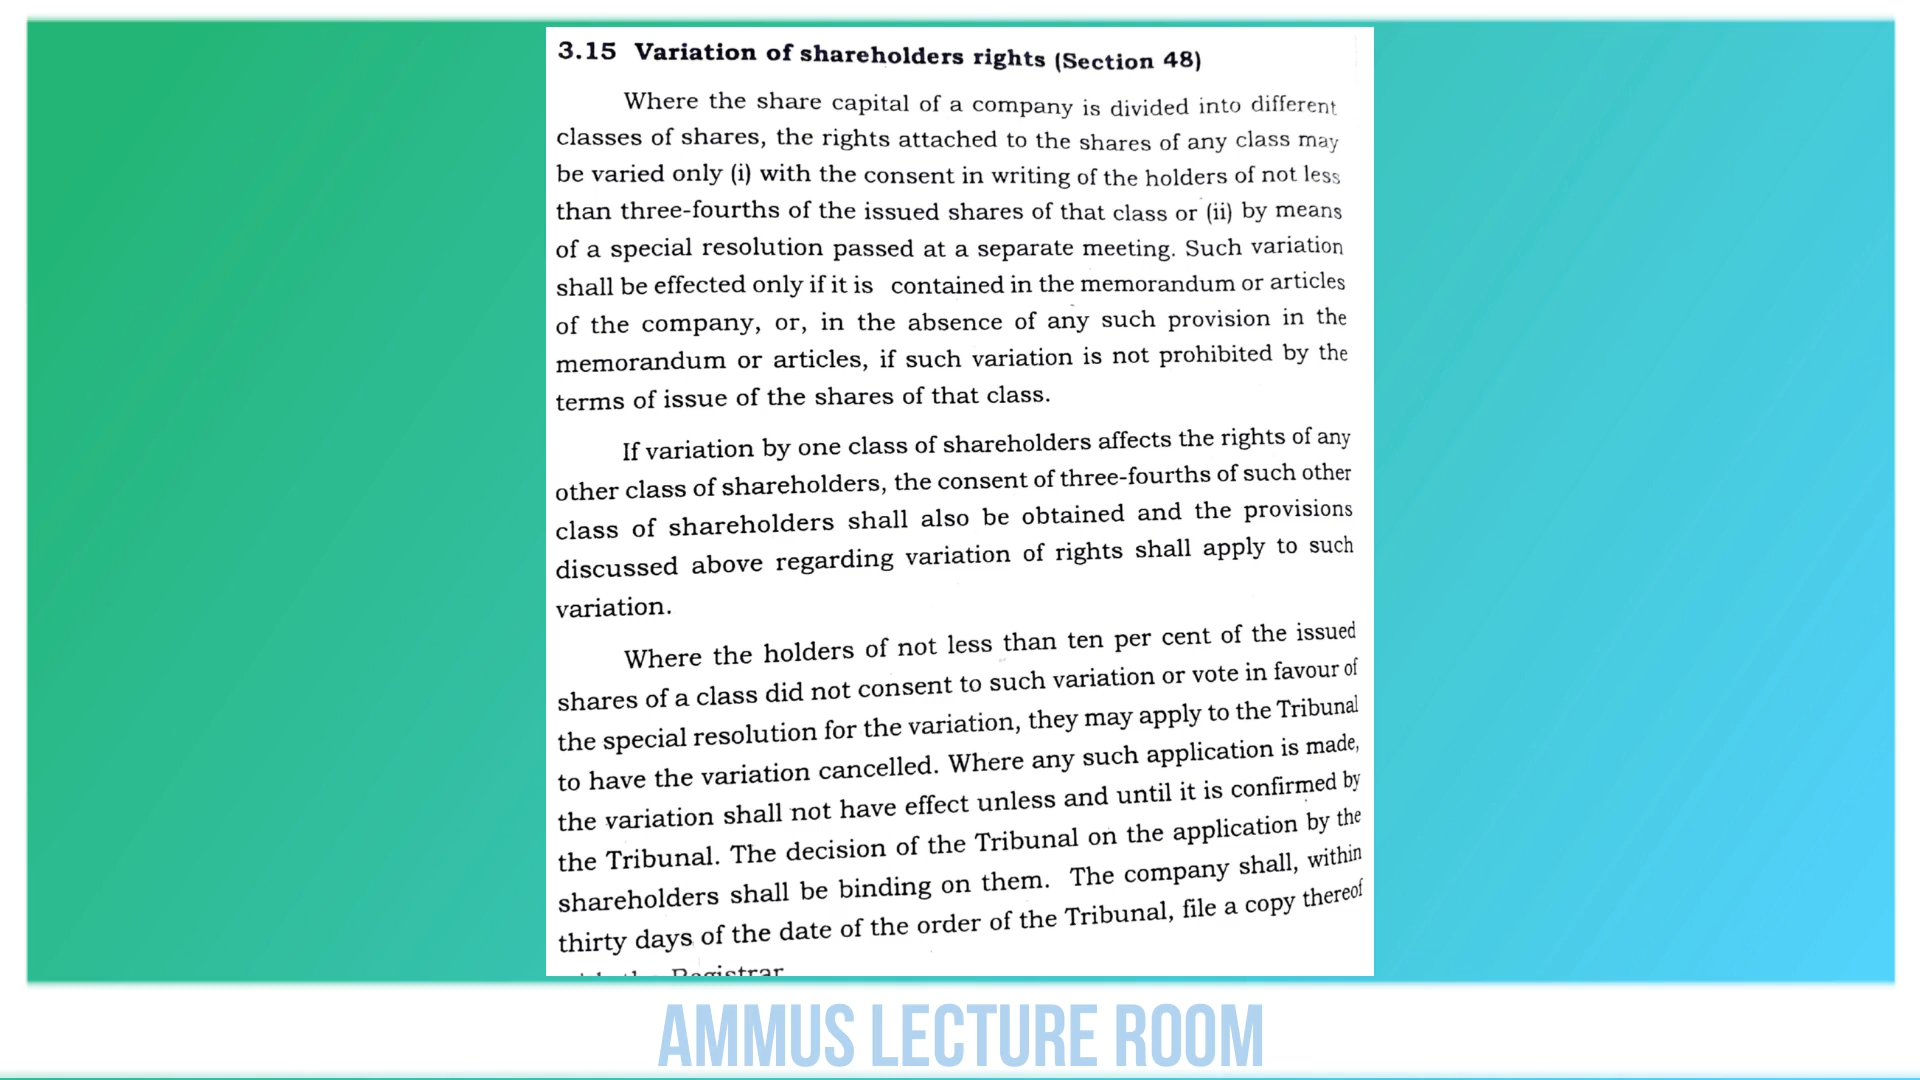 3.15 Variation of shareholders rights (Section 48)
Where the share capital of a company is divided into different
classes of shares, the rights attached to the shares of any class may
be varied only (i) with the consent in writing of the holders of not less
than three-fourths of the issued shares of that class or (ii) by means
of a special resolution passed at a separate meeting. Such variation
shall be effected only if it is contained in the memorandum or articles
of the company, or, in the absence of any such provision in the
memorandum or articles, if such variation is not prohibited by the
terms of issue of the shares of that class.
If variation by one class of shareholders affects the rights of any
other class of shareholders, the consent of three-fourths of such other
class of shareholders shall also be obtained and the provisions
discussed above regarding variation of rights shall apply to such
variation.
Where the holders of not less than ten per cent of the issued
shares of a class did not consent to such variation or vote in favour of
the special resolution for the variation, they may apply to the Tribunal
to have the variation cancelled. Where any such application is made,
the variation shall not have effect unless and until it is confirmed by
the Tribunal. The decision of the Tribunal on the application by the
shareholders shall be binding on them. The company shall, within
thirty days of the date of the order of the Tribunal, file a copy thereof
Registrar
AMMUS LECTURE ROOM